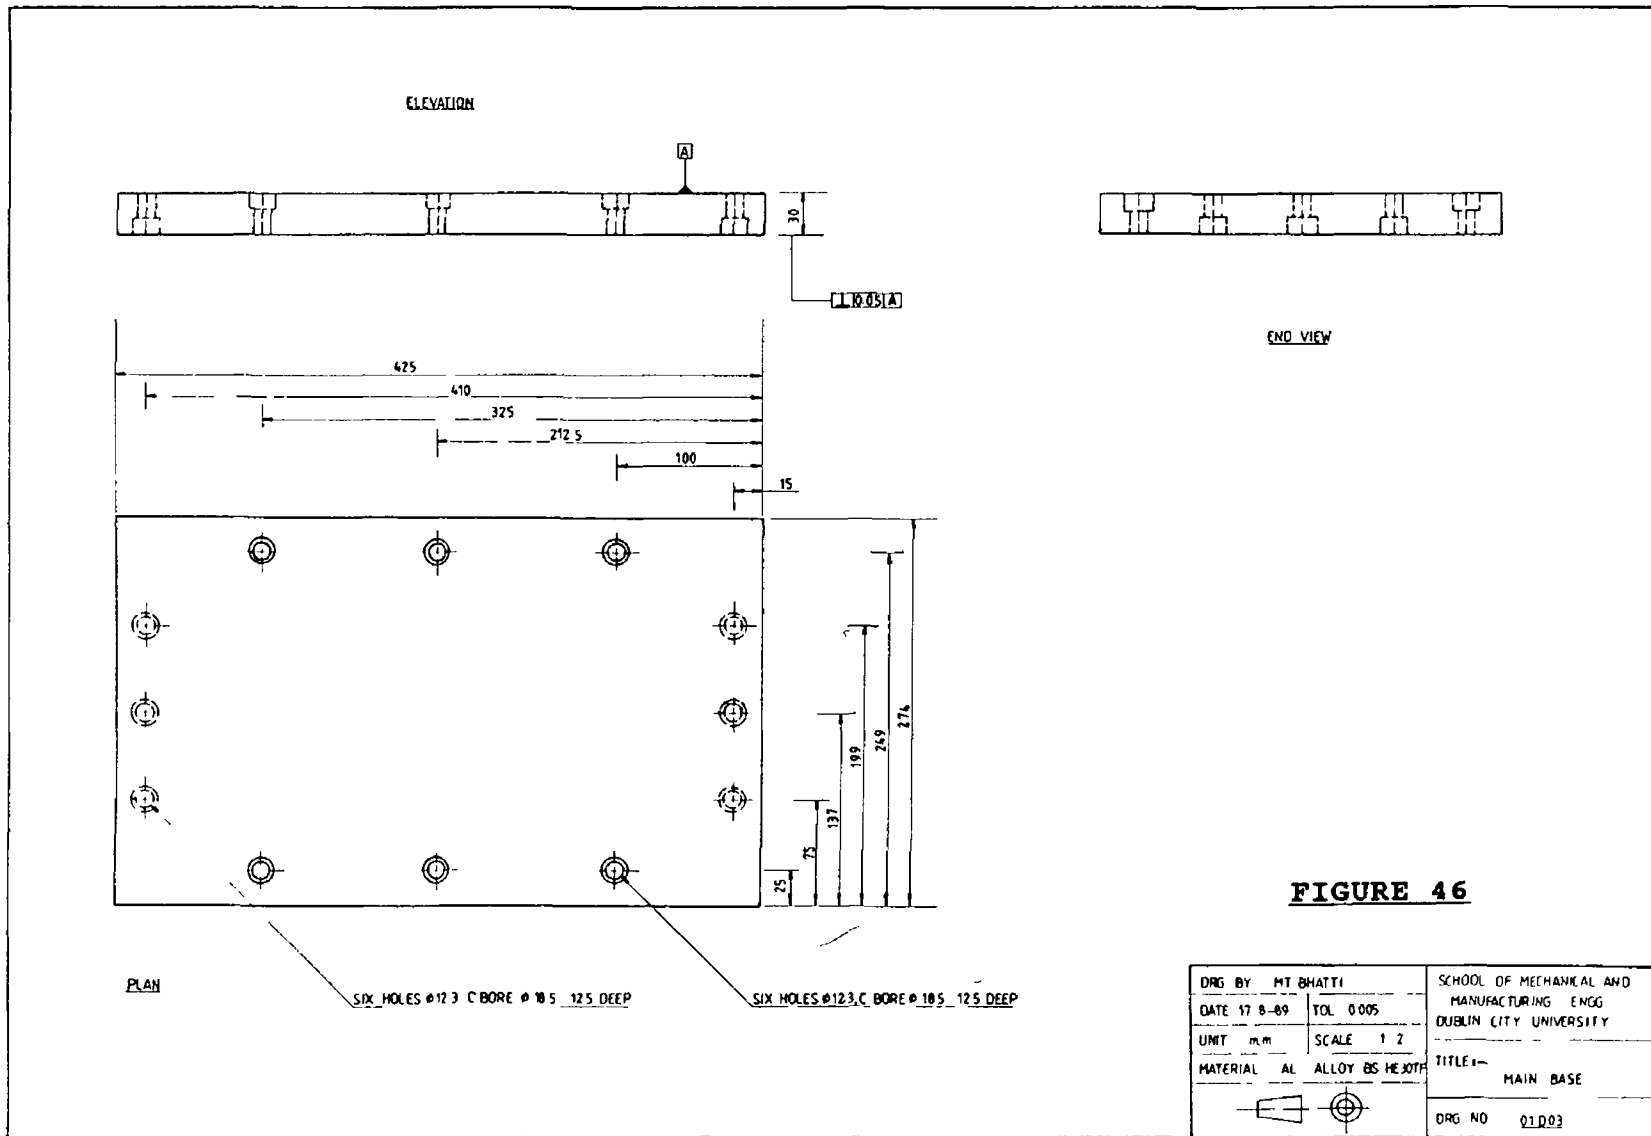 ELEVATION
A
30
⊥ 0.05 A
END VIEW
425
410
325
212 5
100
15
274
249
199
137
75
25
FIGURE 46
PLAN
SIX HOLES ø12 3 C BORE ø 18 5 12 5 DEEP
SIX HOLES ø12 3, C BORE ø 18 5 12 5 DEEP
DRG BY MT BHATTI
DATE 17 8-89
TOL 0 005
UNIT mm
SCALE 1 2
MATERIAL AL ALLOY BS
SCHOOL OF MECHANICAL AND
MANUFACTURING ENGG
DUBLIN CITY UNIVERSITY
TITLE:-
MAIN BASE
DRG NO 01D03